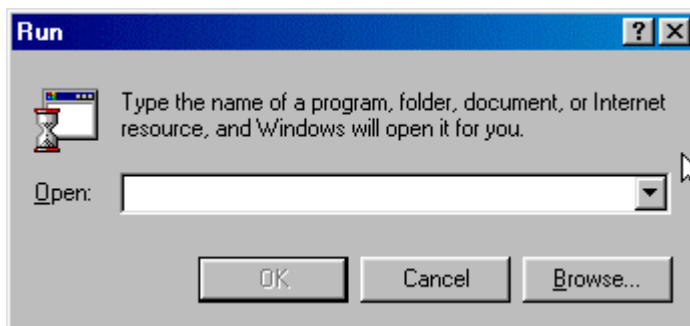 Run
Type the name of a program, folder, document, or Internet
resource, and Windows will open it for you.
Open:
OK Cancel Browse...